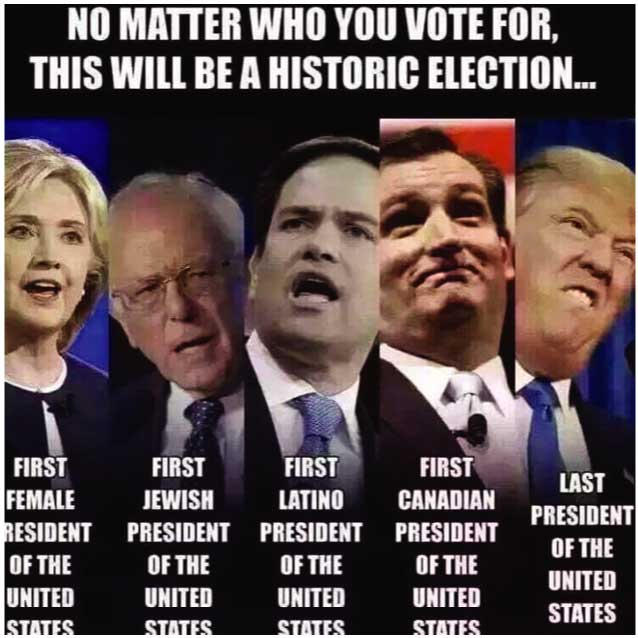 NO MATTER WHO YOU VOTE FOR,
THIS WILL BE A HISTORIC ELECTION...
FIRST
FEMALE
RESIDENT
OF THE
UNITED
STATES
FIRST
JEWISH
PRESIDENT
OF THE
UNITED
STATES
FIRST
LATINO
PRESIDENT
OF THE
UNITED
STATES
FIRST
CANADIAN
PRESIDENT
OF THE
UNITED
STATES
LAST
PRESIDENT
OF THE
UNITED
STATES